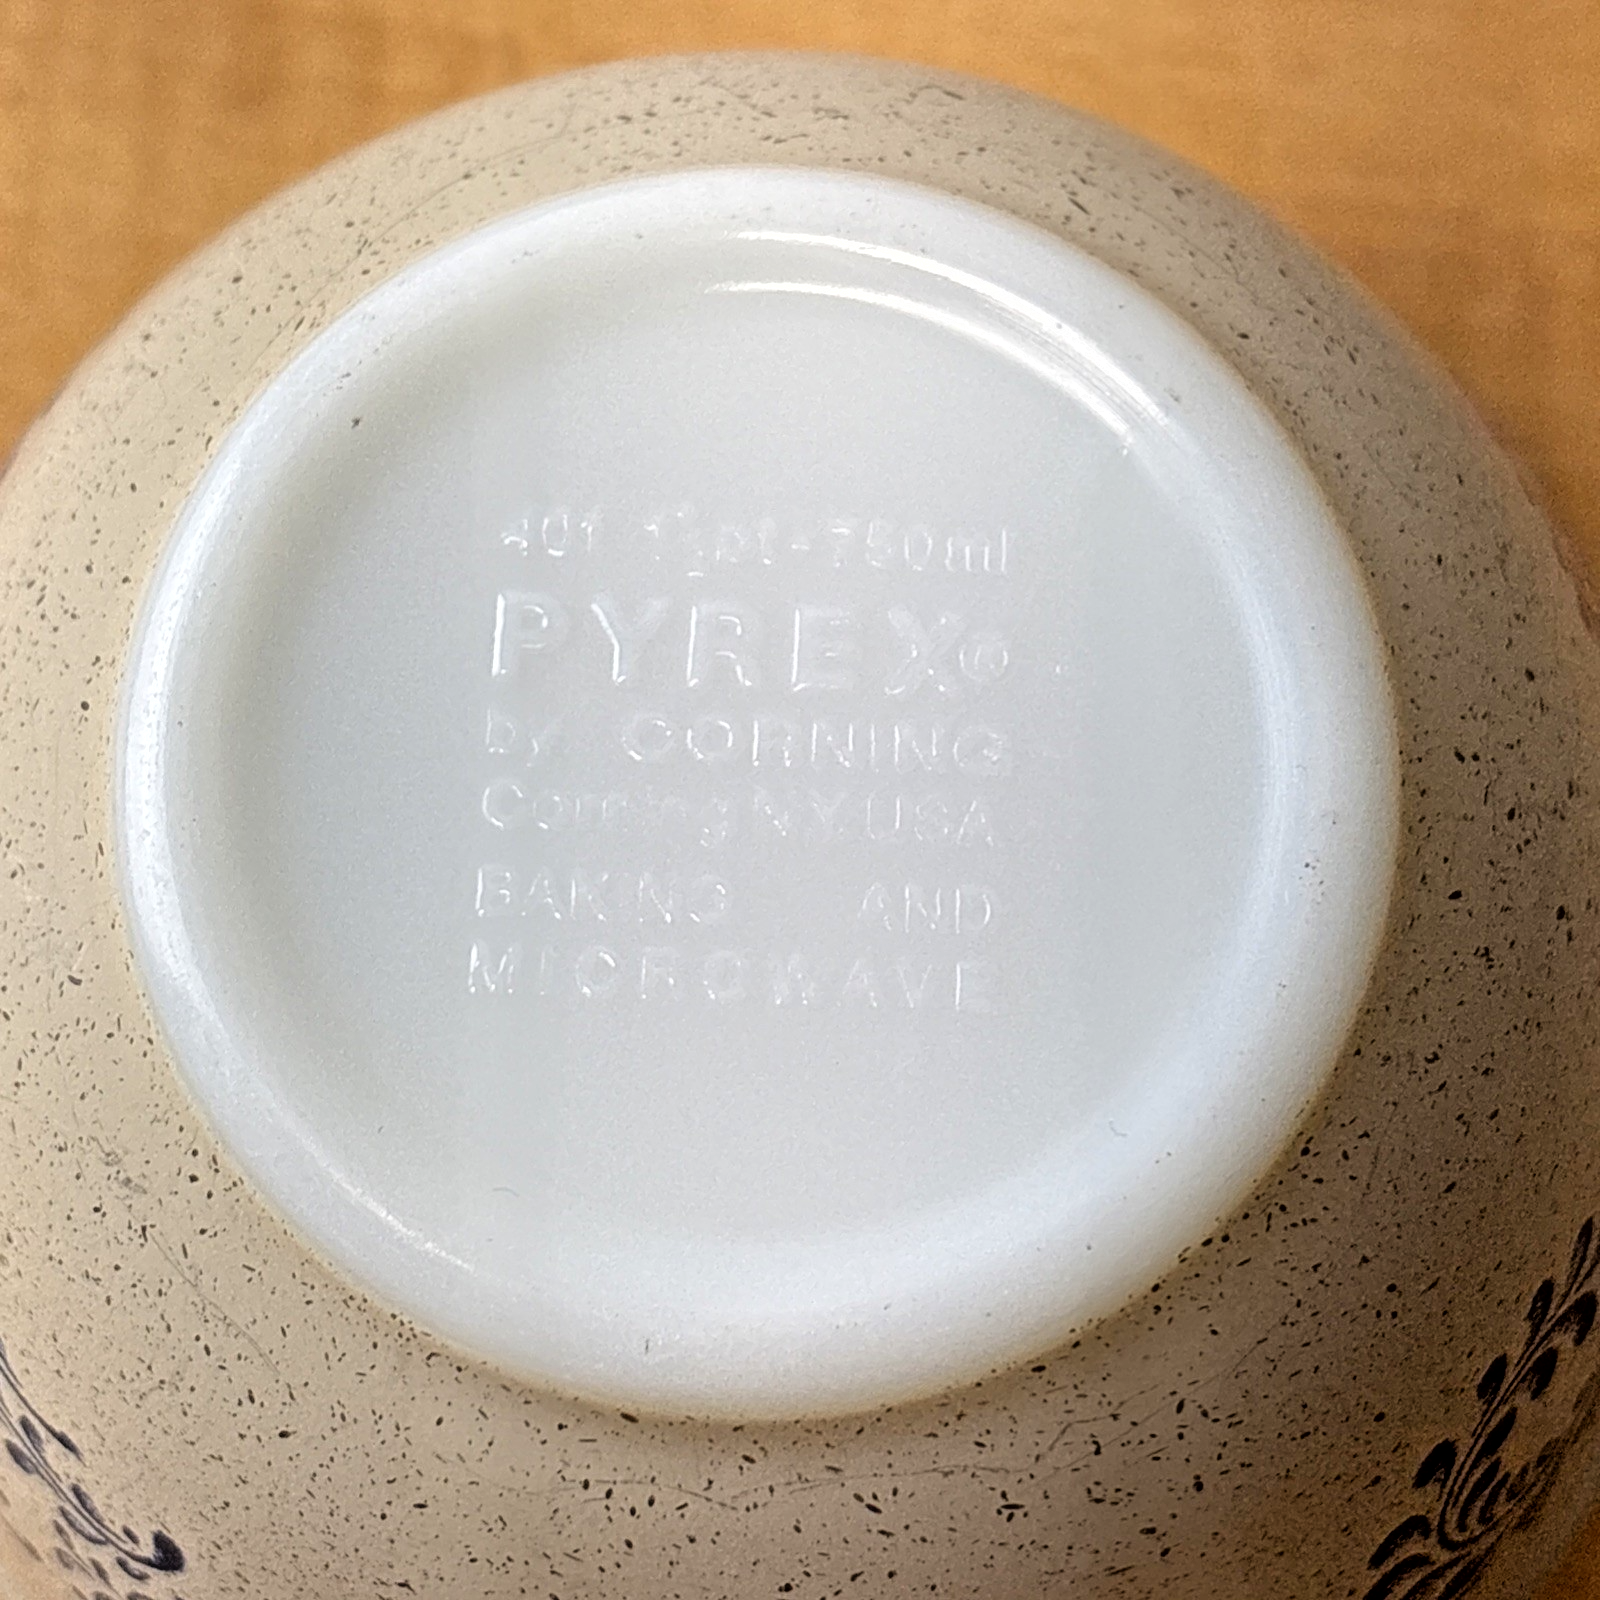 401 1½pt-750ml
PYREX®
by CORNING
Corning NY.USA
BAKING AND
MICROWAVE